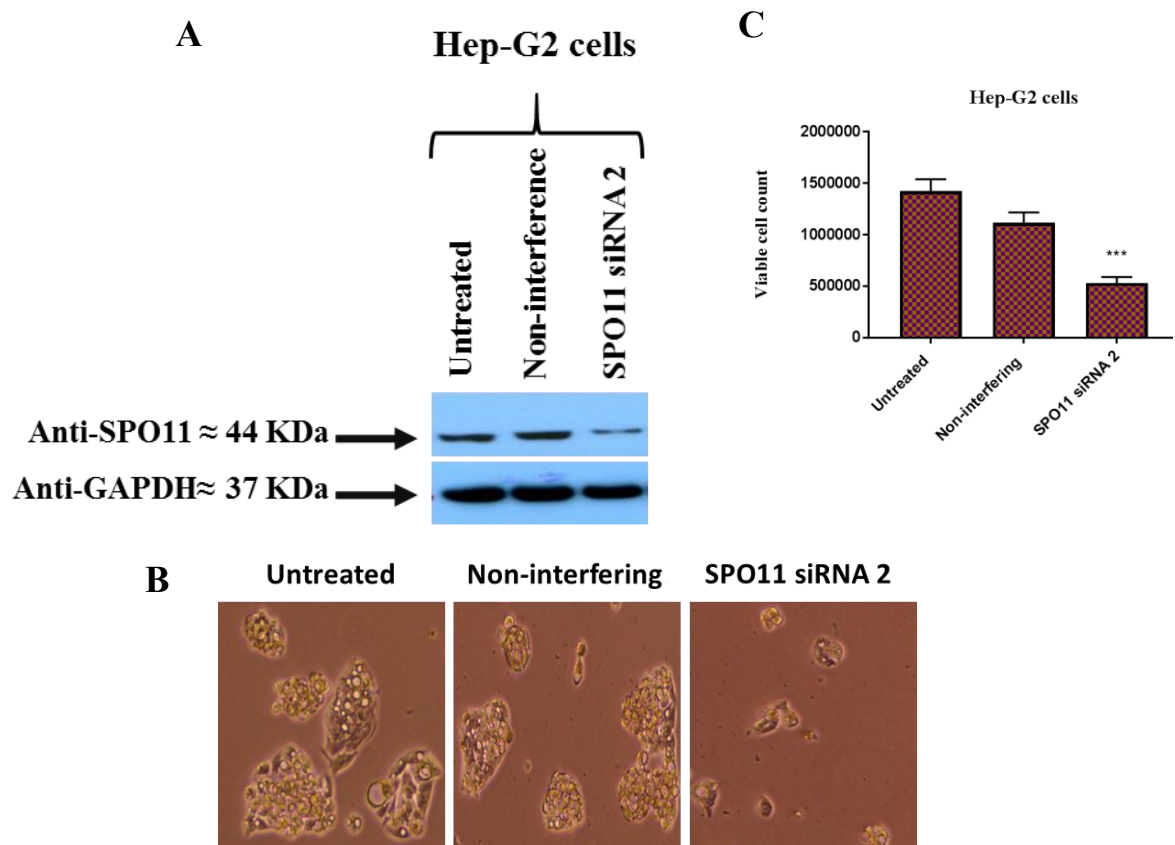 A
Hep-G2 cells
Untreated
Non-interference
SPO11 siRNA 2
Anti-SPO11 ≈ 44 KDa
Anti-GAPDH≈ 37 KDa
C
Hep-G2 cells
Viable cell count
2000000
1500000
1000000
500000
0
***
Untreated
Non-interfering
SPO11 siRNA 2
B
Untreated
Non-interfering
SPO11 siRNA 2